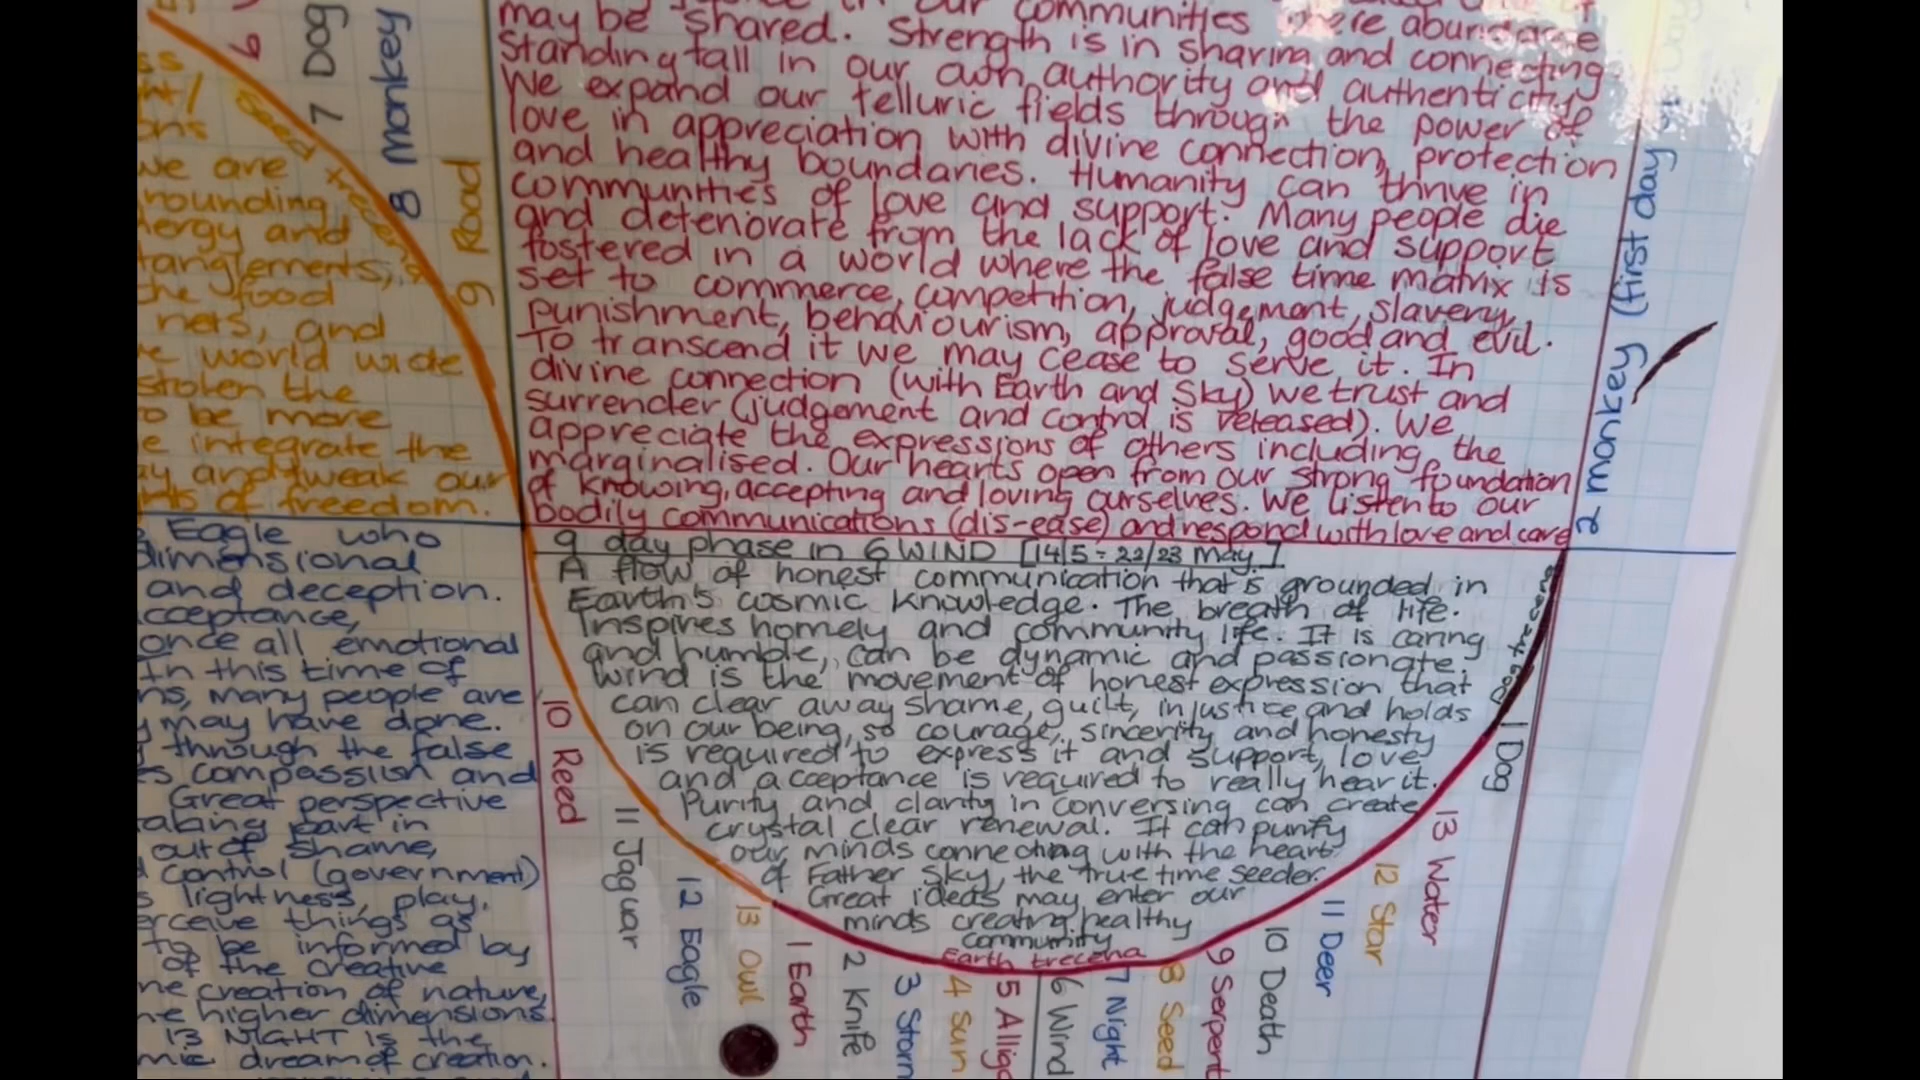 6
7 Dog
8 monkey
9 Road
Seed trecena
may be shared. Strength is in sharing and connecting
Standing tall in our own authority and authenticity
We expand our telluric fields through the power of
love in appreciation with divine connection, protection
and healthy boundaries. Humanity can thrive in
communities of love and support. Many people die
and deteriorate from the lack of love and support
fostered in a world where the false time matrix is
set to commerce, competition, judgement, slavery,
punishment, behaviourism, approval, good and evil.
To transcend it we may cease to serve it. In
divine connection (with Earth and Sky) we trust and
surrender (judgement and control is released). We
appreciate the expressions of others including the
marginalised. Our hearts open from our strong foundation
of knowing, accepting and loving ourselves. We listen to our
bodily communications (dis-ease) and respond with love and care
2 monkey (first day
we are
rounding
and
tanglements,
the food
nets, and
world wide
stolen the
to be more
integrate the
and tweak our
of freedom.
Eagle who
dimensional
and deception.
cceptance,
once all emotional
In this time of
many people are
may have done.
through the false
compassion and
Great perspective
taking part in
out of shame,
control (government)
lightness, play.
perceive things as
to be informed by
of the creative
creation of nature,
higher dimensions
13 NIGHT is the
dream of creation.
9 day phase in 6 WIND [14/5 - 22/23 May.]
A flow of honest communication that is grounded in
Earth's cosmic knowledge. The breath of life.
Inspires homely and community life. It is caring
and humble, can be dynamic and passionate.
Wind is the movement of honest expression that
can clear away shame, guilt, injustice and holds
on our being, so courage, sincerity and honesty
is required to express it and support, love
and acceptance is required to really hear it.
Purity and clarity in conversing can create
crystal clear renewal. It can purify
our minds connecting with the heart
of Father Sky, the true time seeder.
Great ideas may enter our
minds creating healthy
community
Earth trecena
Dog trecena
10 Reed
11 Jaguar
12 Eagle
13 Owl
1 Earth
2 Knife
3 Storm
4 Sun
5 Alliga
6 Wind
7 Night
8 Seed
9 Serpent
10 Death
11 Deer
12 Star
13 Water
1 Dog